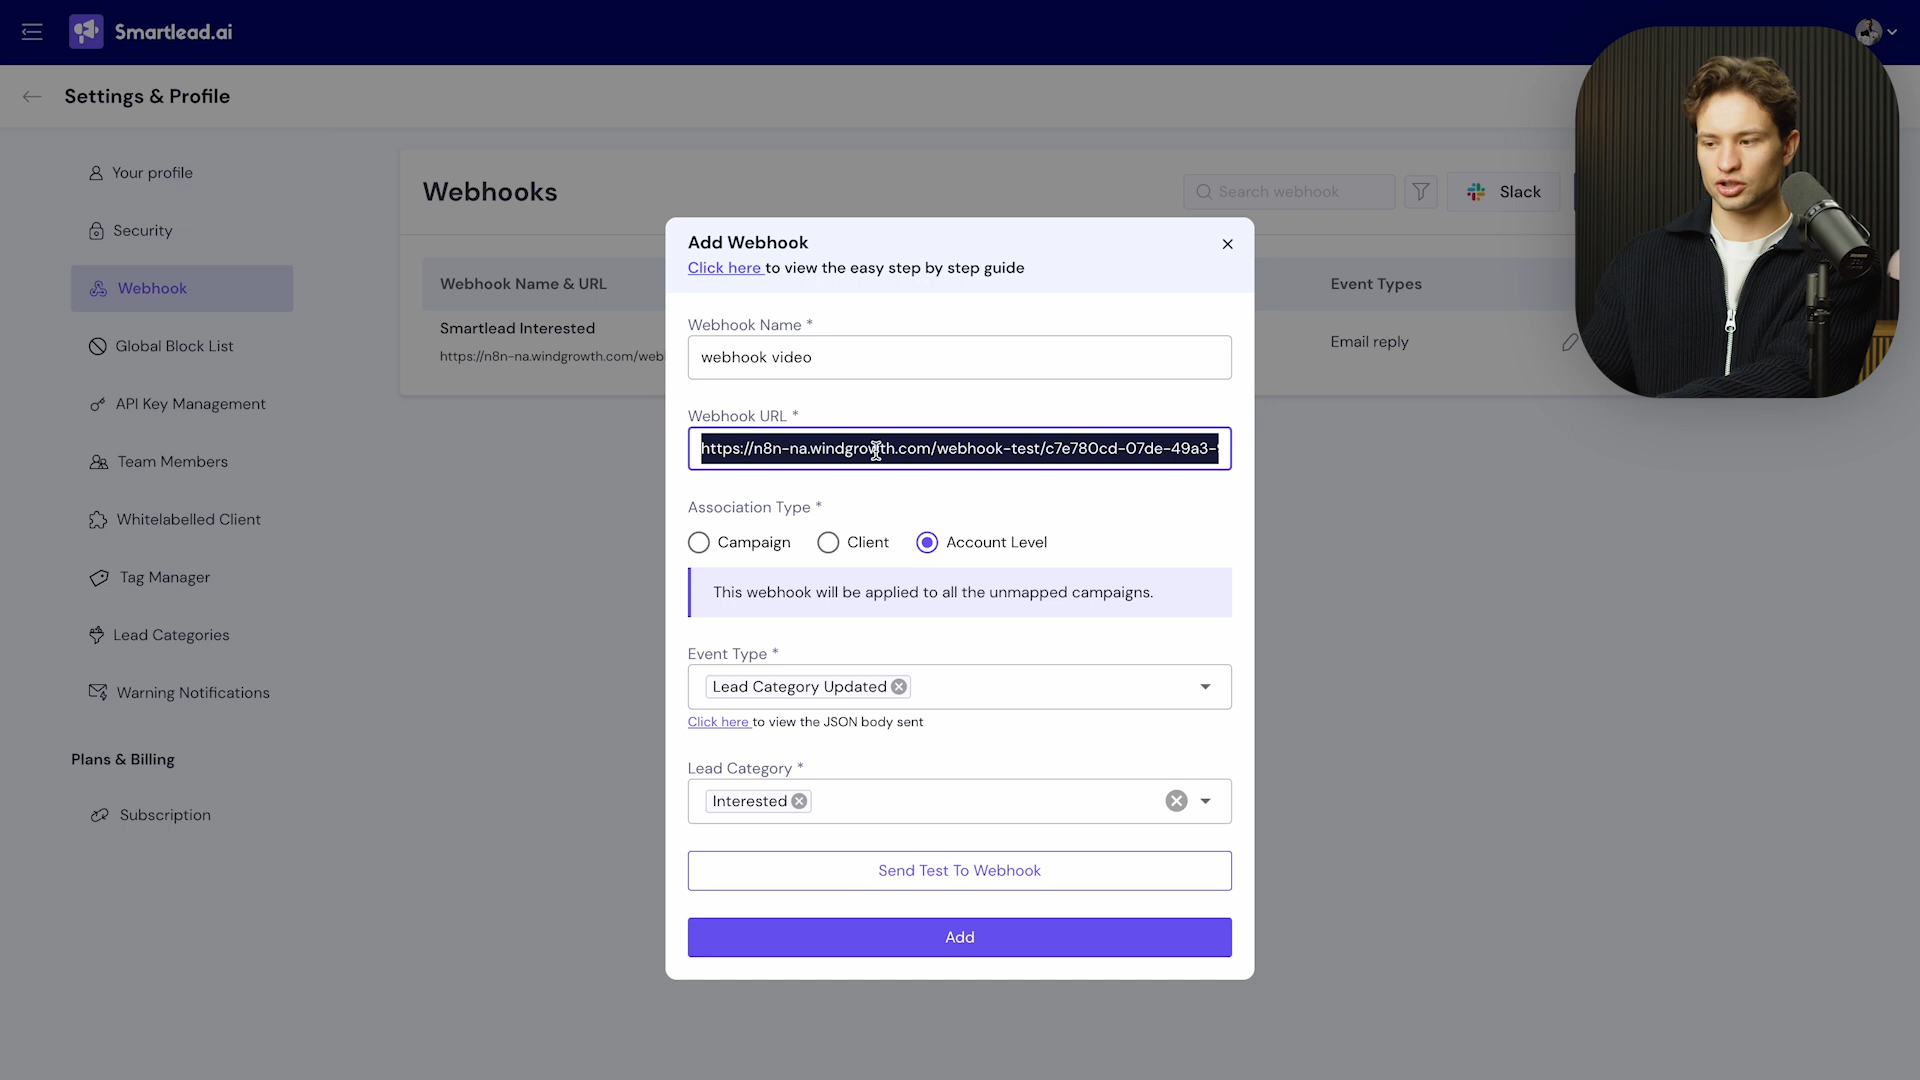 Smartlead.ai
Settings & Profile
Your profile
Security
Webhook
Global Block List
API Key Management
Team Members
Whitelabelled Client
Tag Manager
Lead Categories
Warning Notifications
Plans & Billing
Subscription
Webhooks
Search webhook
Slack
Webhook Name & URL
Event Types
Smartlead Interested
https://n8n-na.windgrowth.com/web
Email reply
Add Webhook
Click here to view the easy step by step guide
Webhook Name *
webhook video
Webhook URL *
https://n8n-na.windgrowth.com/webhook-test/c7e780cd-07de-49a3-
Association Type *
Campaign Client Account Level
This webhook will be applied to all the unmapped campaigns.
Event Type *
Lead Category Updated
Click here to view the JSON body sent
Lead Category *
Interested
Send Test To Webhook
Add